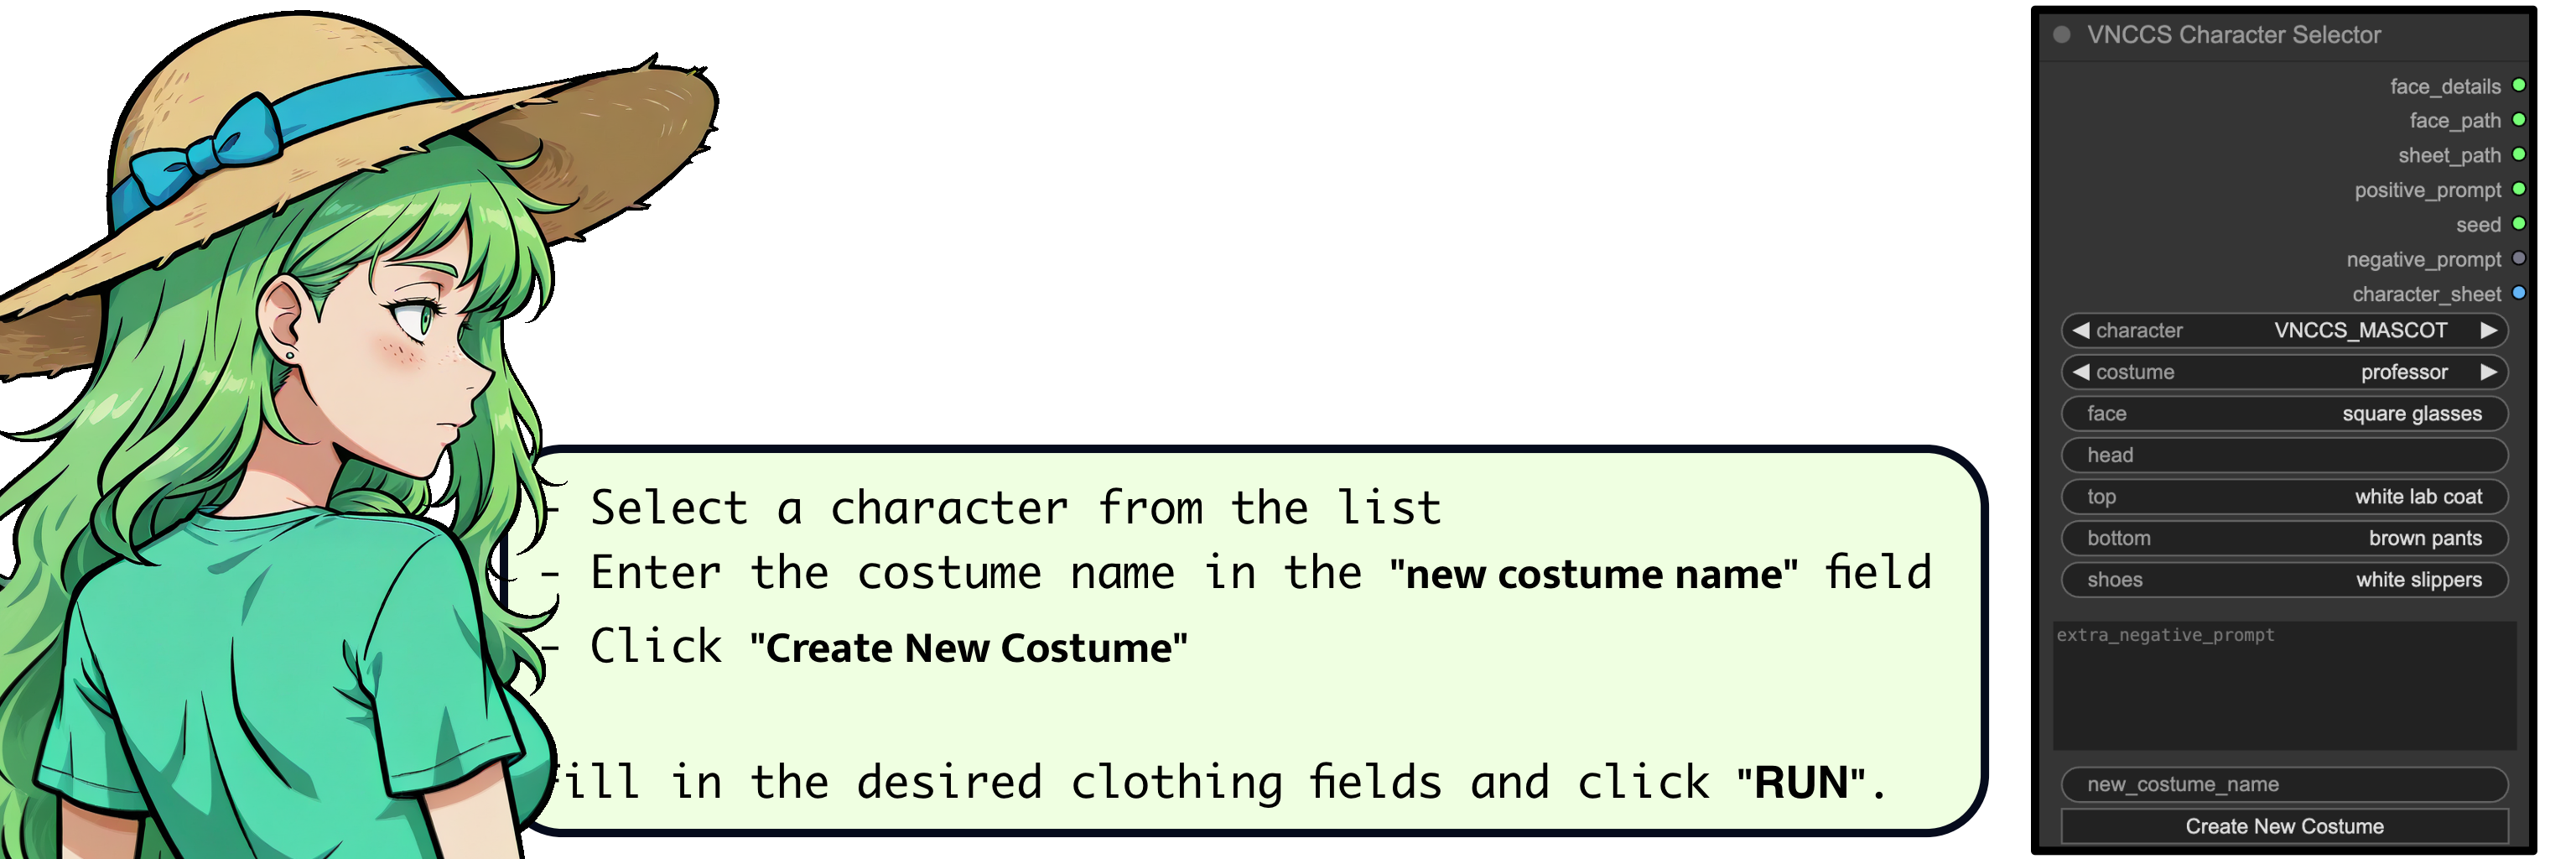 - Select a character from the list
- Enter the costume name in the "new costume name" field
- Click "Create New Costume"
ill in the desired clothing fields and click "RUN".
VNCCS Character Selector
face_details
face_path
sheet_path
positive_prompt
seed
negative_prompt
character_sheet
character VNCCS_MASCOT
costume professor
face square glasses
head
top white lab coat
bottom brown pants
shoes white slippers
extra_negative_prompt
new_costume_name
Create New Costume